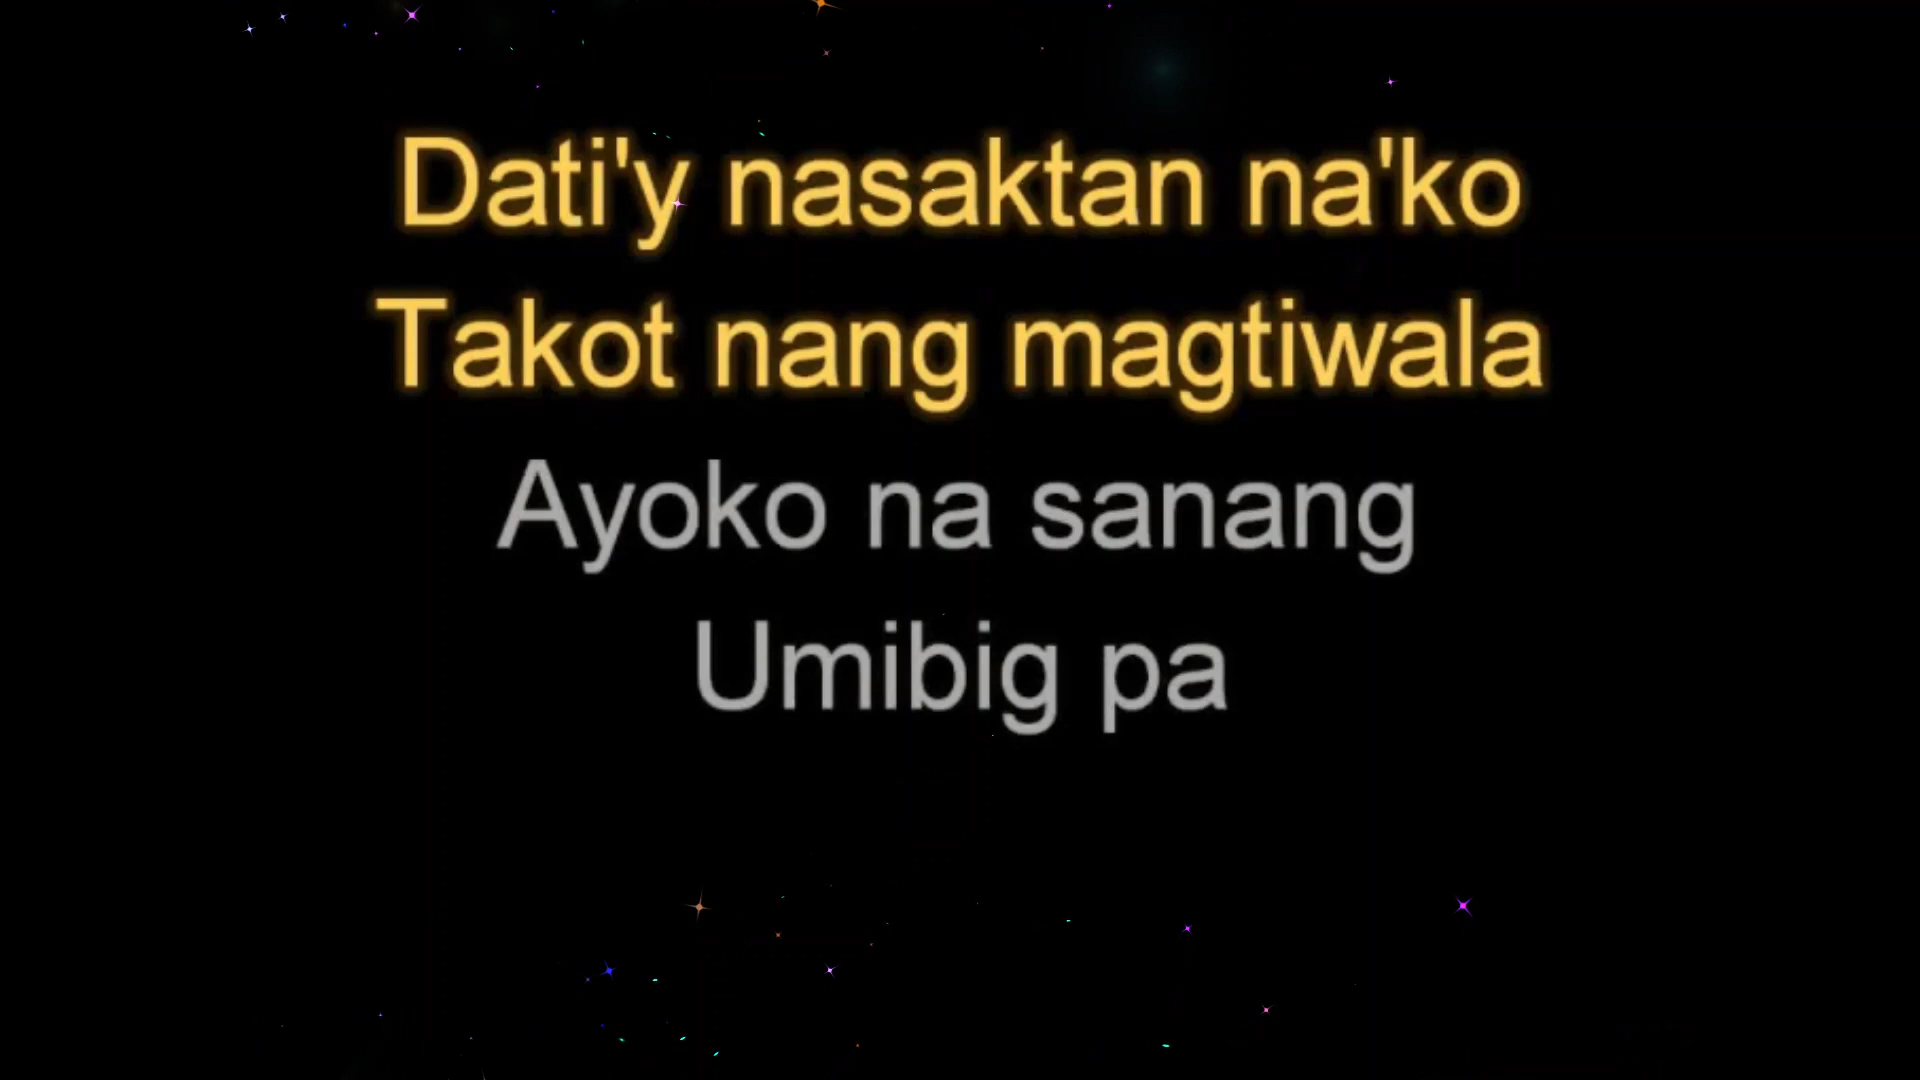 Dati'y nasaktan na'ko
Takot nang magtiwala
Ayoko na sanang
Umibig pa